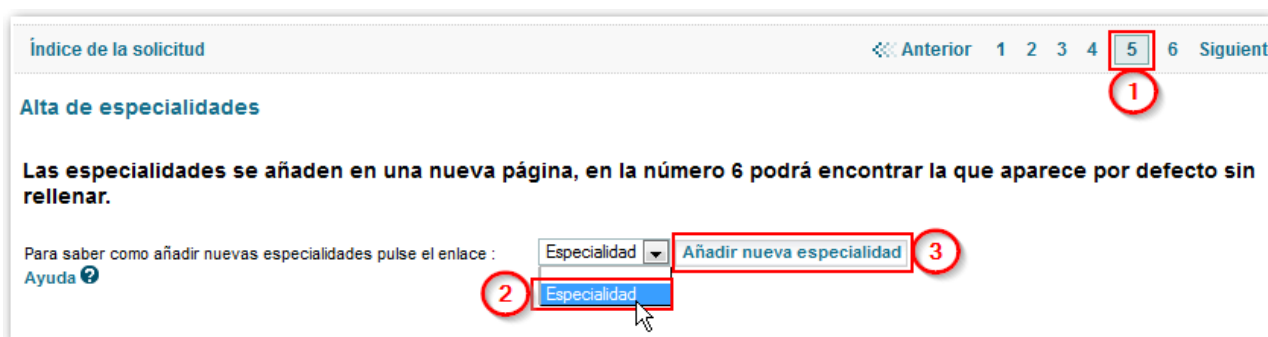 Índice de la solicitud
Anterior 1 2 3 4 5 6 Siguient
1
Alta de especialidades
Las especialidades se añaden en una nueva página, en la número 6 podrá encontrar la que aparece por defecto sin
rellenar.
Para saber como añadir nuevas especialidades pulse el enlace : Especialidad Añadir nueva especialidad 3
Ayuda ?
2 Especialidad